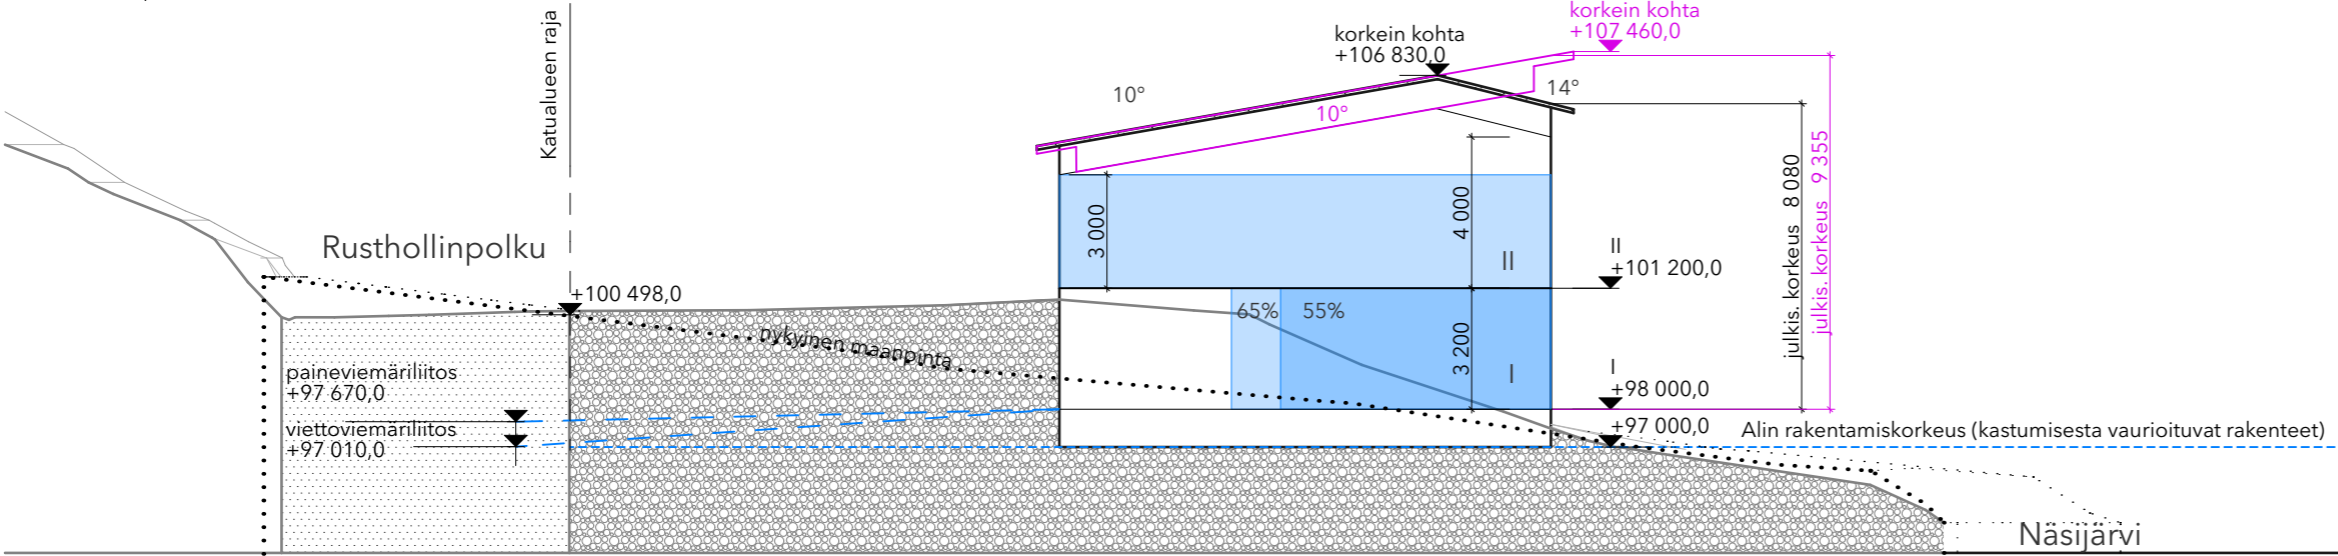 korkein kohta
+107 460,0
korkein kohta
+106 830,0
Katualueen raja
10°
14°
10°
Rusthollinpolku
+100 498,0
nykyinen maanpinta
3 000
4 000
II
II
+101 200,0
65%
55%
3 200
I
I
+98 000,0
+97 000,0
julkis. korkeus 8 080
julkis. korkeus 9 355
paineviemäriliitos
+97 670,0
viettoviemäriliitos
+97 010,0
Alin rakentamiskorkeus (kastumisesta vaurioituvat rakenteet)
Näsijärvi